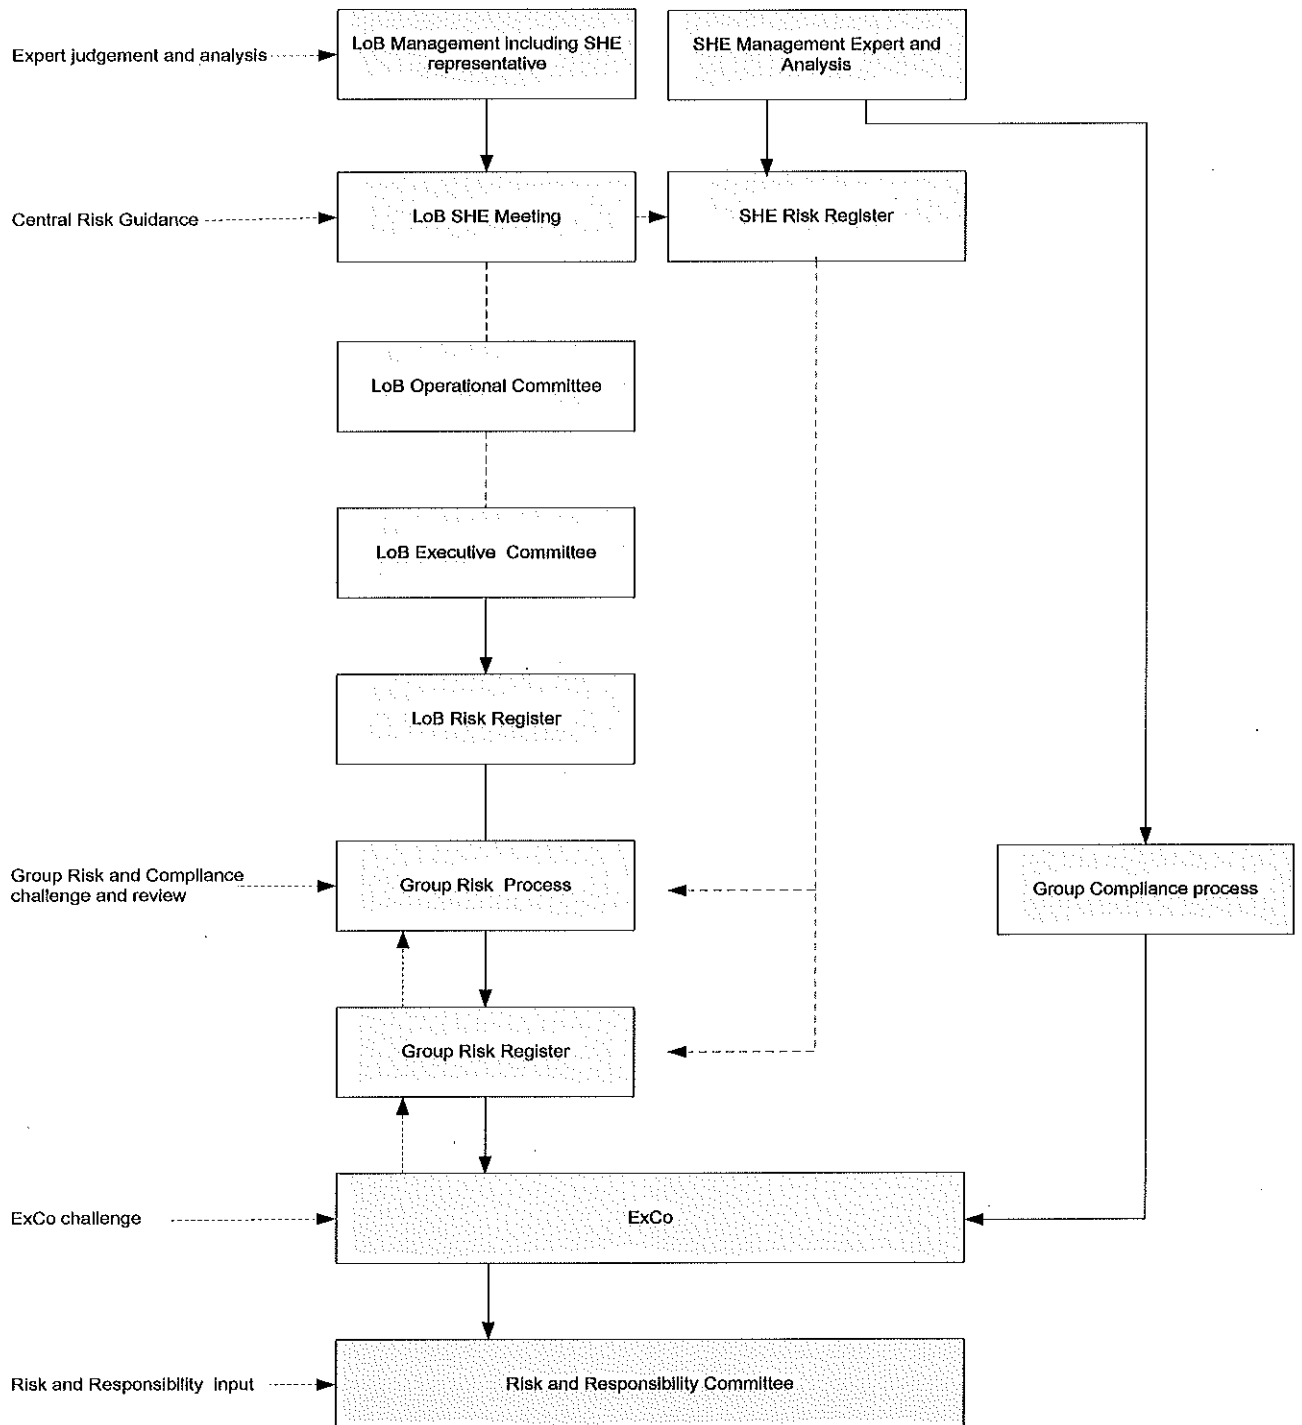 Expert judgement and analysis
LoB Management including SHE
representative
SHE Management Expert and
Analysis
Central Risk Guidance
LoB SHE Meeting
SHE Risk Register
LoB Operational Committee
LoB Executive Committee
LoB Risk Register
Group Risk and Compliance
challenge and review
Group Risk Process
Group Compliance process
Group Risk Register
ExCo challenge
ExCo
Risk and Responsibility input
Risk and Responsibility Committee